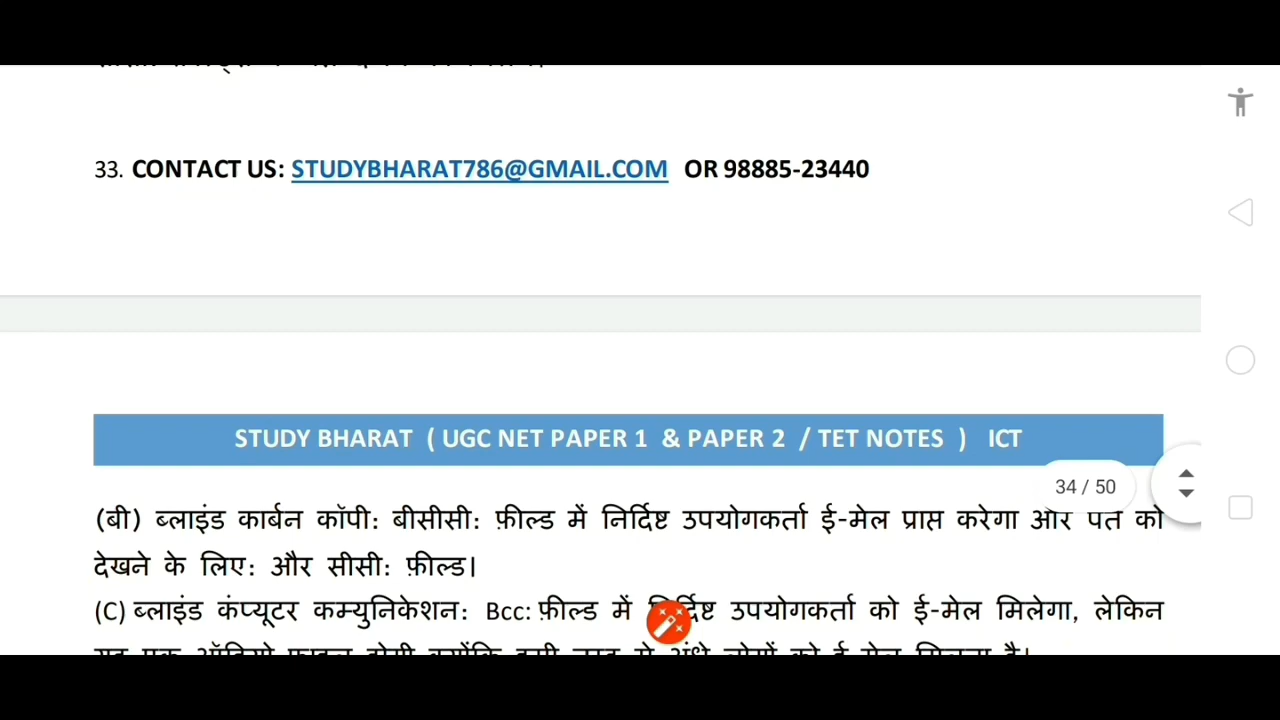 33. CONTACT US: STUDYBHARAT786@GMAIL.COM OR 98885-23440
STUDY BHARAT ( UGC NET PAPER 1 & PAPER 2 / TET NOTES ) ICT
34 / 50
(बी) ब्लाइंड कार्बन कॉपी: बीसीसी: फ़ील्ड में निर्दिष्ट उपयोगकर्ता ई-मेल प्राप्त करेगा और पते को
देखने के लिए: और सीसी: फ़ील्ड।
(C) ब्लाइंड कंप्यूटर कम्युनिकेशन: Bcc: फ़ील्ड में निर्दिष्ट उपयोगकर्ता को ई-मेल मिलेगा, लेकिन